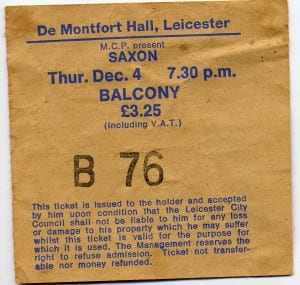 De Montfort Hall, Leicester
M.C.P. present
SAXON
Thur. Dec. 4 7.30 p.m.
BALCONY
£3.25
(Including V.A.T.)
B 76
This ticket is issued to the holder and accepted
by him upon condition that the Leicester City
Council shall not be liable to him for any loss
or damage to his property which he may suffer
whilst this ticket is valid for the purpose for
which it is used. The Management reserves the
right to refuse admission. Ticket not transfer-
able nor money refunded.